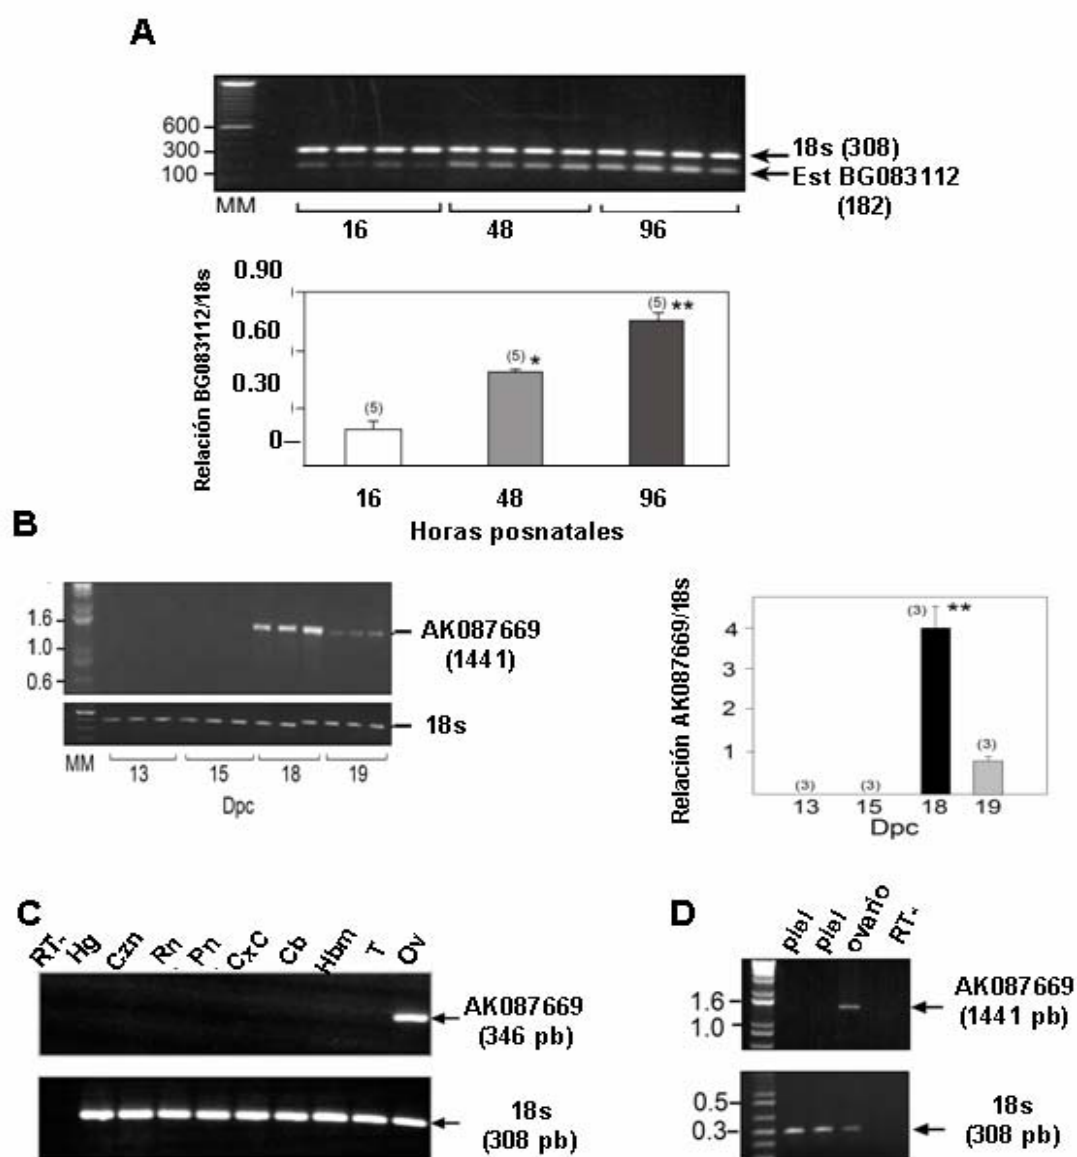 A
600
300
100
MM
18s (308)
Est BG083112
(182)
16 48 96
Relación BG083112/18s
0.90
0.60
0.30
0
(5)
(5) *
(5) **
16 48 96
Horas posnatales
B
1.6
1.0
0.6
AK087669
(1441)
18s
MM
13 15 18 19
Dpc
Relación AK087669/18s
4
3
2
1
(3) (3) (3) ** (3)
13 15 18 19
Dpc
C
RT- Hg Czn Rn Pn CxC Cb Hbm T Ov
AK087669
(346 pb)
18s
(308 pb)
D
piel piel ovario RT-
1.6
1.0
AK087669
(1441 pb)
0.5
0.3
18s
(308 pb)